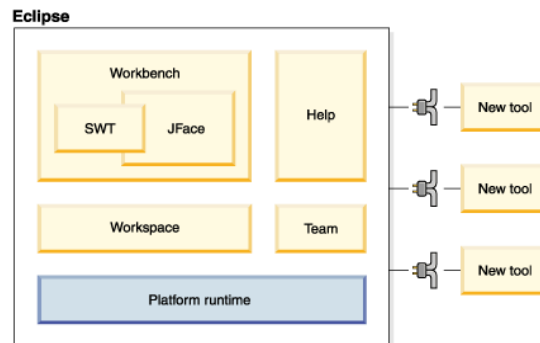 Eclipse
Workbench
SWT
JFace
Help
New tool
New tool
Workspace
Team
New tool
Platform runtime